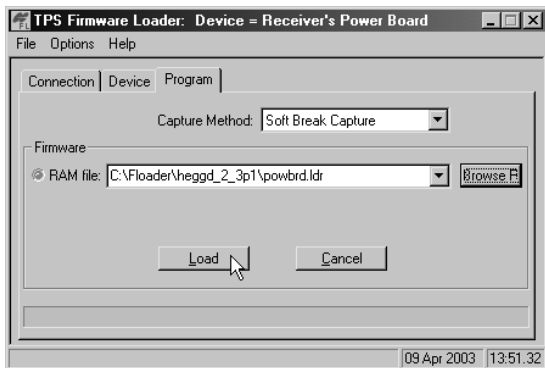 TPS Firmware Loader: Device = Receiver's Power Board
File Options Help
Connection Device Program
Capture Method: Soft Break Capture
Firmware
RAM file: C:\Floader\heggd_2_3p1\powbrd.ldr Browse
Load Cancel
09 Apr 2003 13:51.32